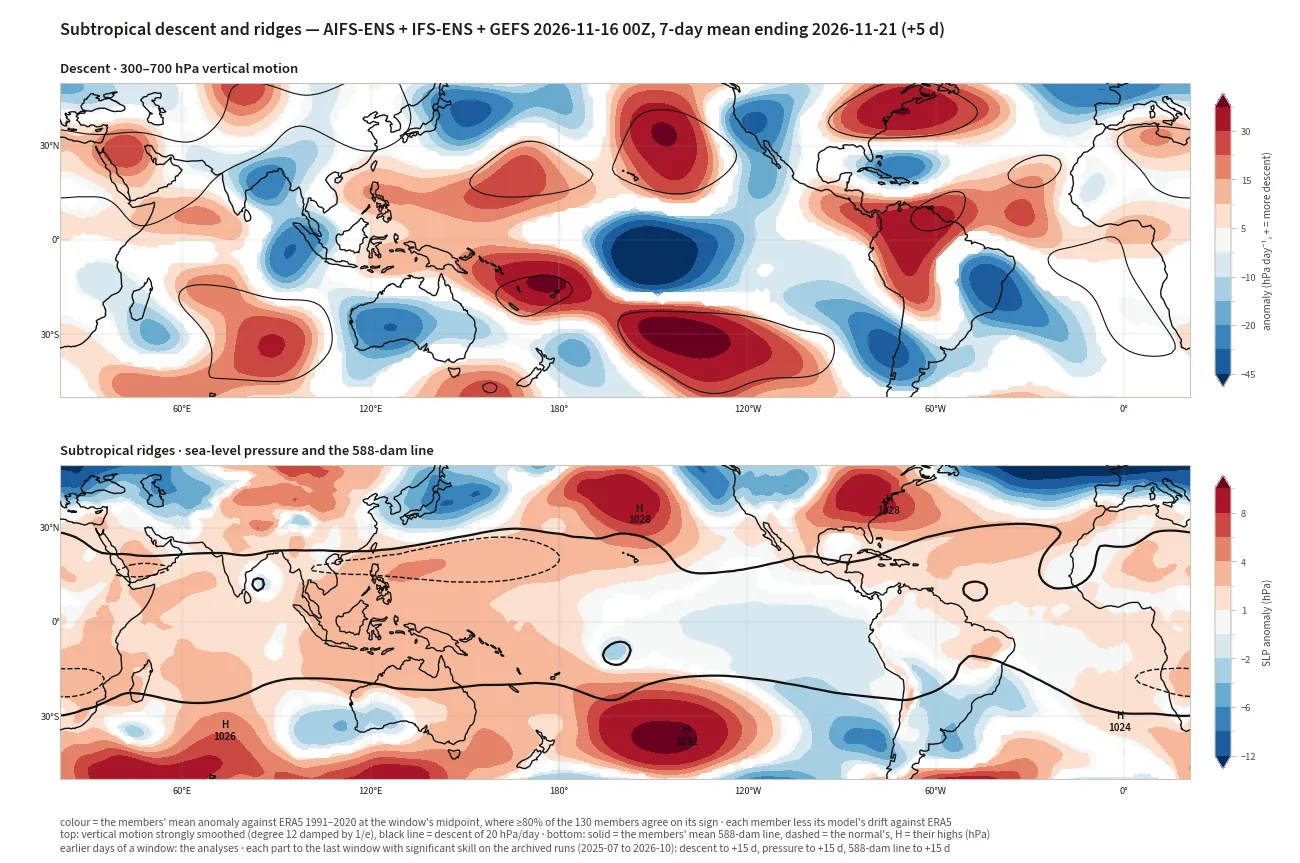 Subtropical descent and ridges — AIFS-ENS + IFS-ENS + GEFS 2026-11-16 00Z, 7-day mean ending 2026-11-21 (+5 d)
Descent · 300–700 hPa vertical motion
30°N
0°
30°S
60°E
120°E
180°
120°W
60°W
0°
30
15
5
−10
−20
−45
anomaly (hPa day⁻¹, + = more descent)
Subtropical ridges · sea-level pressure and the 588-dam line
30°N
0°
30°S
H
1028
H
1028
H
1026
H
1032
H
1024
60°E
120°E
180°
120°W
60°W
0°
8
4
1
−2
−6
−12
SLP anomaly (hPa)
colour = the members' mean anomaly against ERA5 1991–2020 at the window's midpoint, where ≥80% of the 130 members agree on its sign · each member less its model's drift against ERA5
top: vertical motion strongly smoothed (degree 12 damped by 1/e), black line = descent of 20 hPa/day · bottom: solid = the members' mean 588-dam line, dashed = the normal's, H = their highs (hPa)
earlier days of a window: the analyses · each part to the last window with significant skill on the archived runs (2025-07 to 2026-10): descent to +15 d, pressure to +15 d, 588-dam line to +15 d